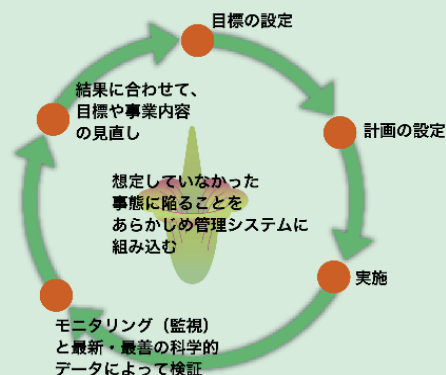 目標の設定
計画の設定
実施
モニタリング（監視）
と最新・最善の科学的
データによって検証
結果に合わせて、
目標や事業内容
の見直し
想定していなかった
事態に陥ることを
あらかじめ管理システムに
組み込む